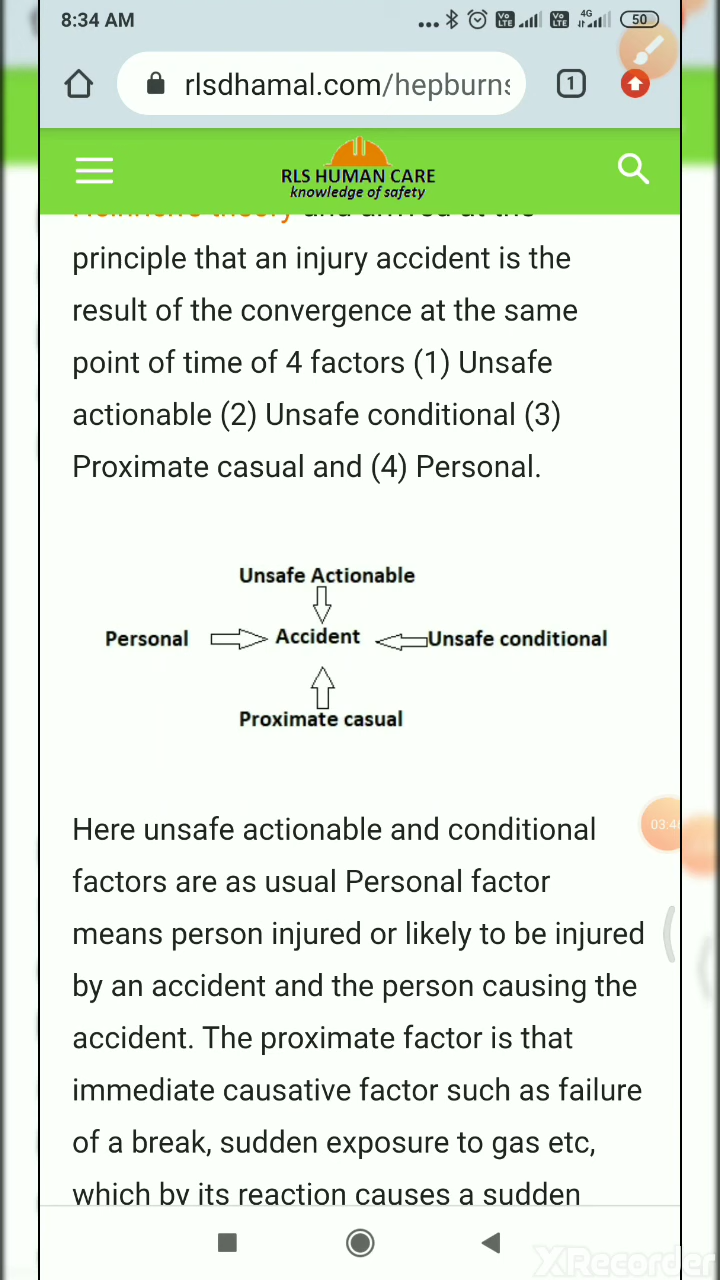 8:34 AM
4G
50
rlsdhamal.com/hepburns
1
RLS HUMAN CARE
knowledge of safety
principle that an injury accident is the
result of the convergence at the same
point of time of 4 factors (1) Unsafe
actionable (2) Unsafe conditional (3)
Proximate casual and (4) Personal.
Unsafe Actionable
Personal Accident Unsafe conditional
Proximate casual
03:4
Here unsafe actionable and conditional
factors are as usual Personal factor
means person injured or likely to be injured
by an accident and the person causing the
accident. The proximate factor is that
immediate causative factor such as failure
of a break, sudden exposure to gas etc,
which by its reaction causes a sudden
XRecorder